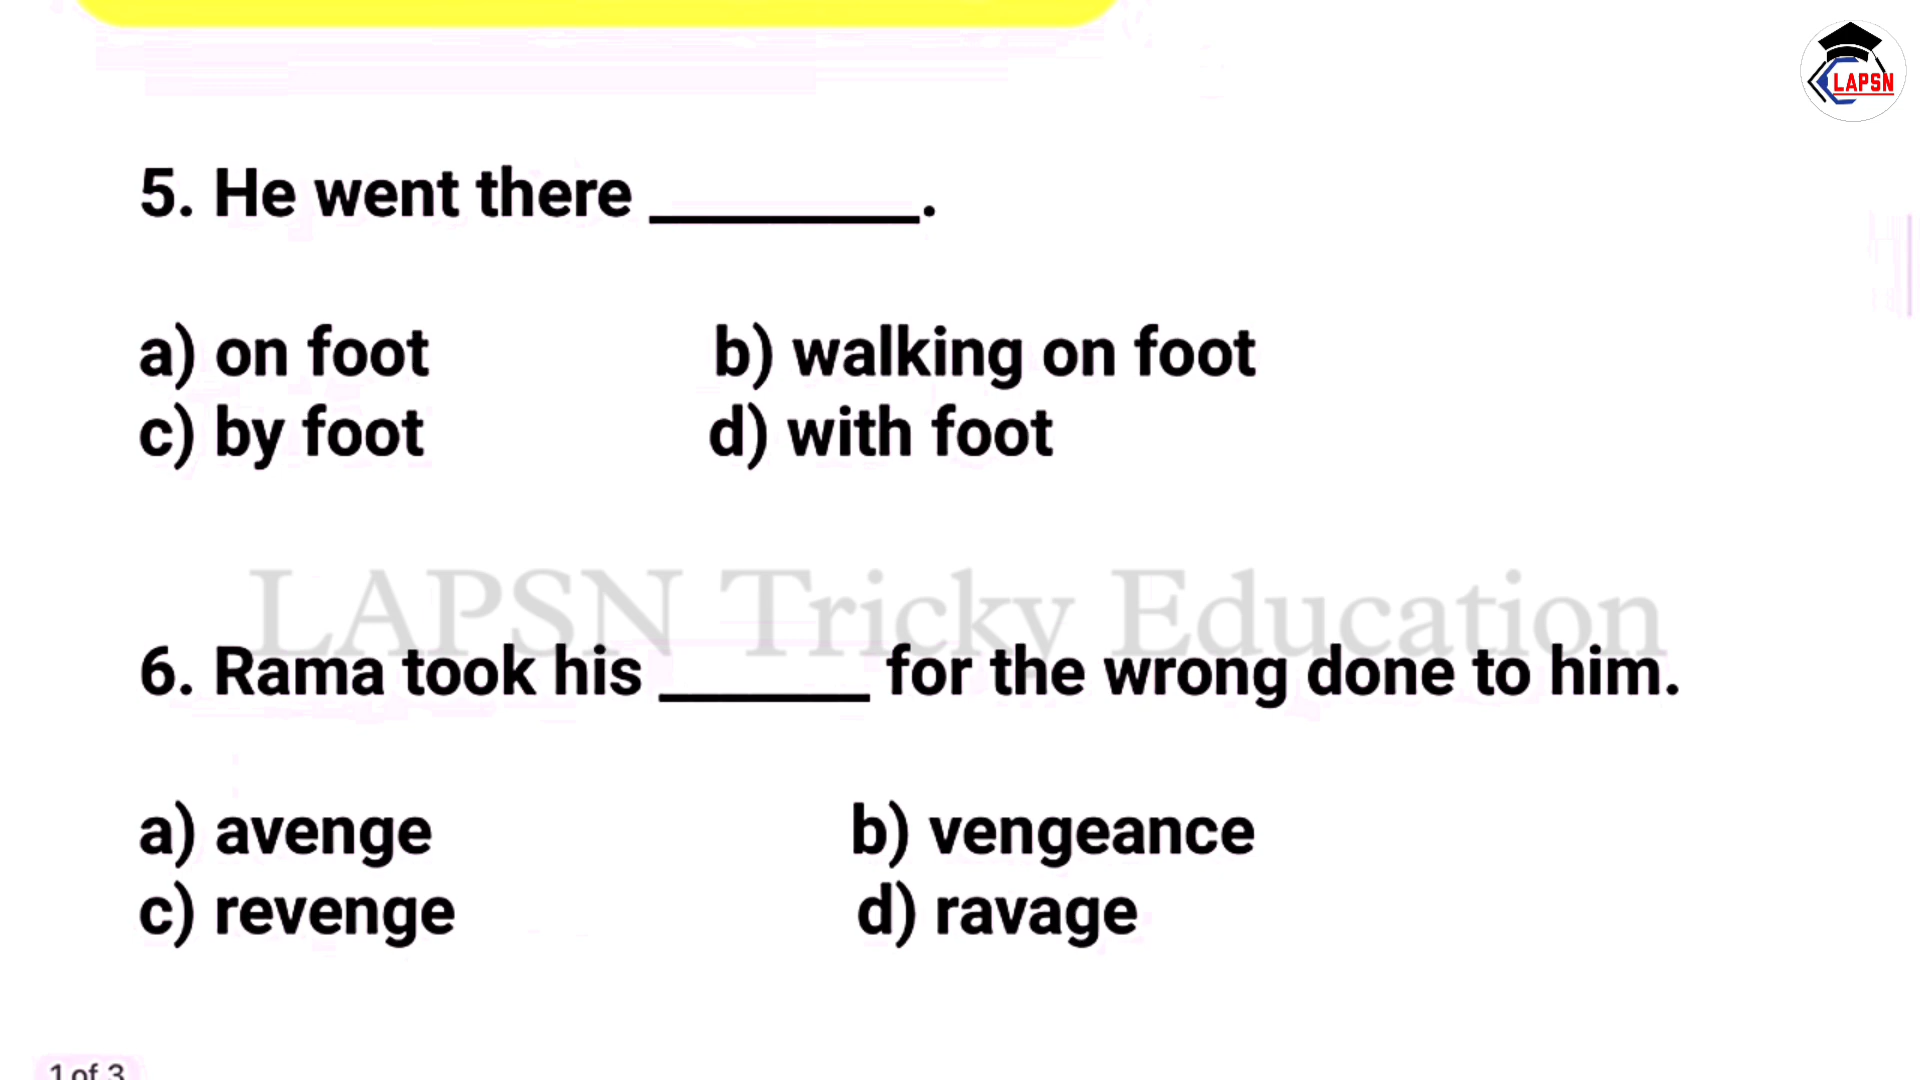 LAPSN
5. He went there ________.
a) on foot b) walking on foot
c) by foot d) with foot
LAPSN Tricky Education
6. Rama took his ______ for the wrong done to him.
a) avenge b) vengeance
c) revenge d) ravage
1 of 3